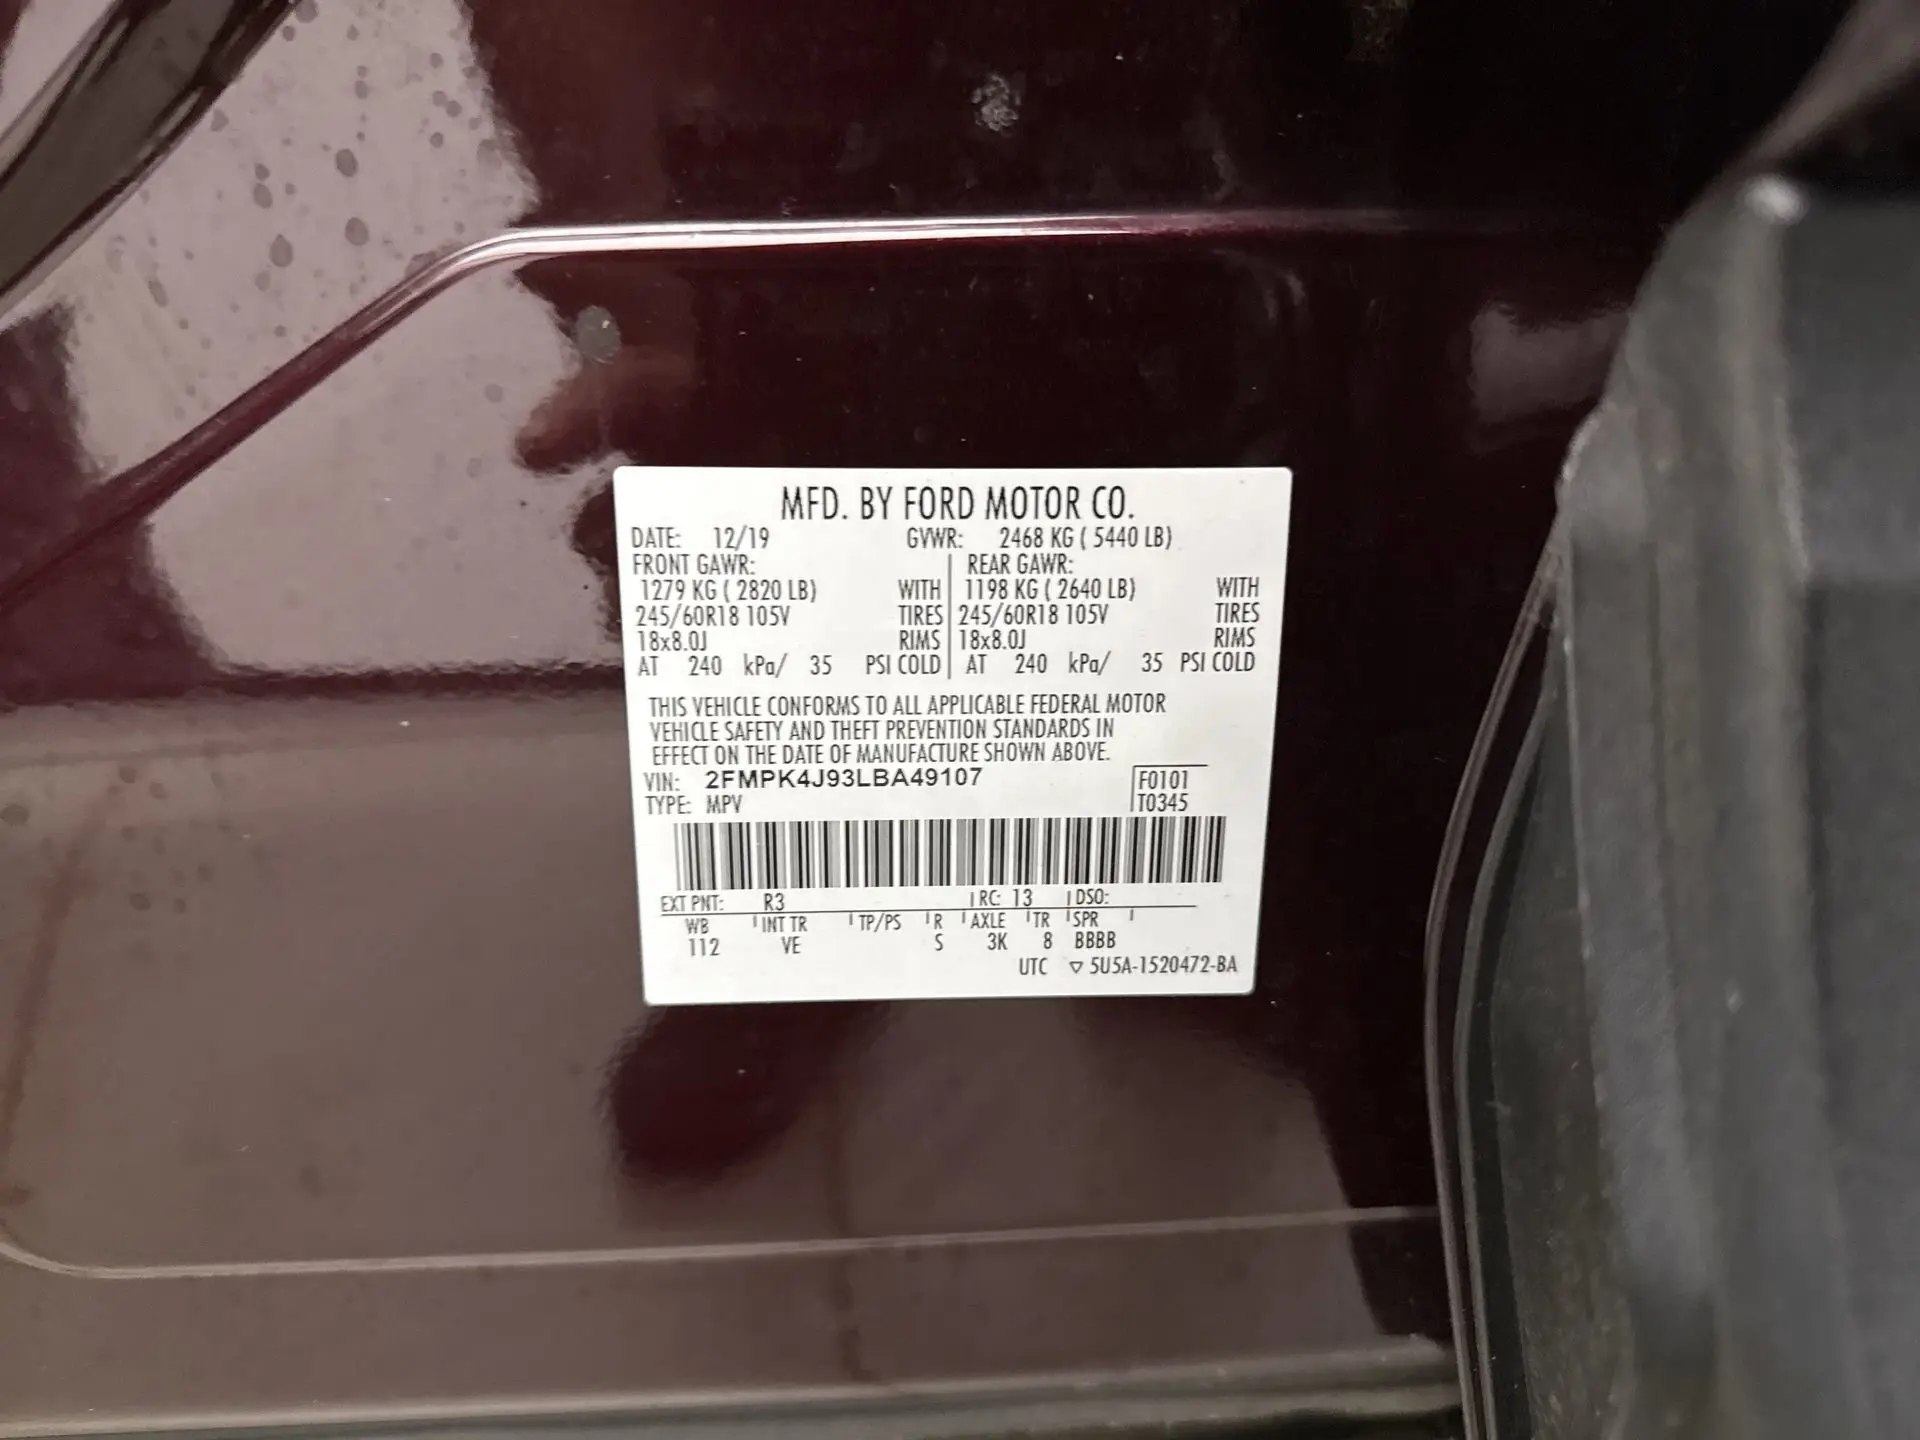 MFD. BY FORD MOTOR CO.
DATE: 12/19 GVWR: 2468 KG ( 5440 LB)
FRONT GAWR: REAR GAWR:
1279 KG ( 2820 LB) WITH 1198 KG ( 2640 LB) WITH
245/60R18 105V TIRES 245/60R18 105V TIRES
18x8.0J RIMS 18x8.0J RIMS
AT 240 kPa/ 35 PSI COLD AT 240 kPa/ 35 PSI COLD
THIS VEHICLE CONFORMS TO ALL APPLICABLE FEDERAL MOTOR
VEHICLE SAFETY AND THEFT PREVENTION STANDARDS IN
EFFECT ON THE DATE OF MANUFACTURE SHOWN ABOVE.
VIN: 2FMPK4J93LBA49107 F0101
TYPE: MPV T0345
EXT PNT: R3 RC: 13 DSO:
WB INT TR TP/PS R AXLE TR SPR
112 VE S 3K 8 BBBB
UTC ▽ 5U5A-1520472-BA